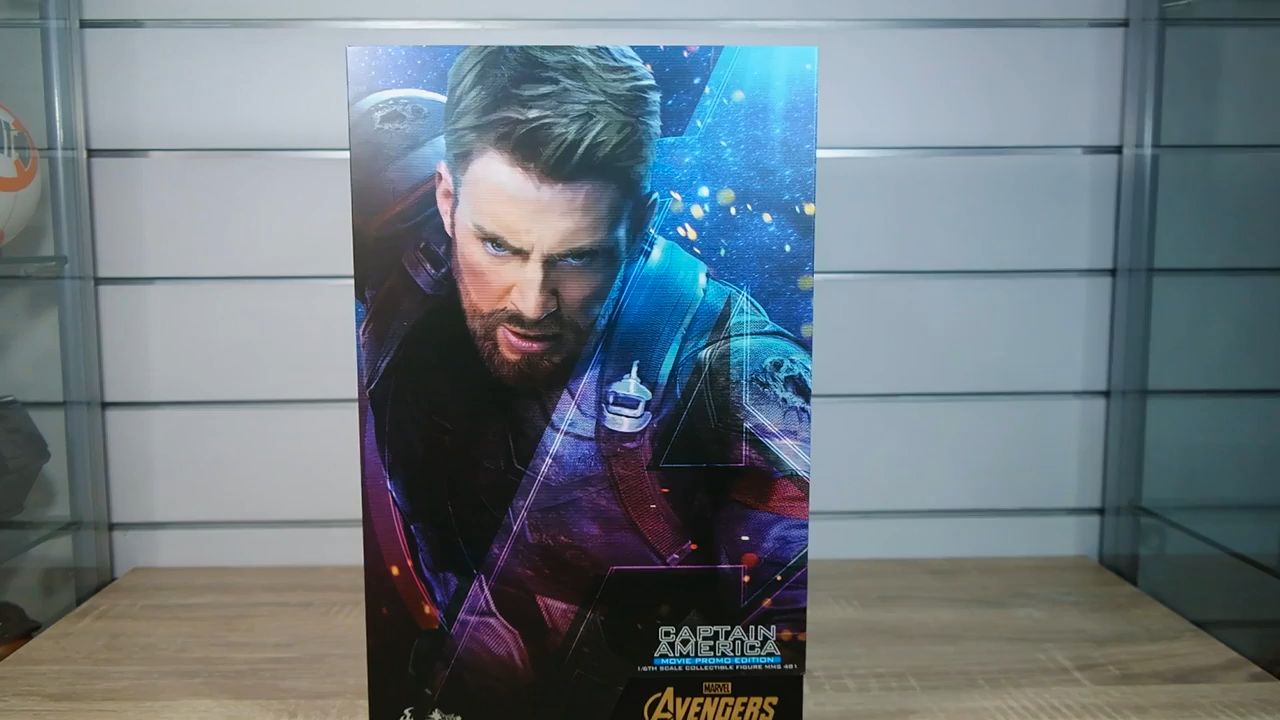 CAPTAIN
AMERICA
MOVIE PROMO EDITION
1/6TH SCALE COLLECTIBLE FIGURE MMS 481
MARVEL
AVENGERS